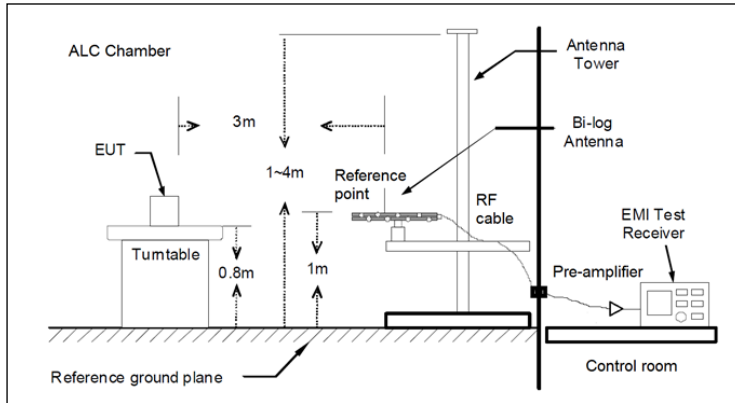 ALC Chamber
Antenna
Tower
3m
Bi-log
Antenna
EUT
1~4m
Reference
point
RF
cable
EMI Test
Receiver
Turntable
0.8m
1m
Pre-amplifier
Reference ground plane
Control room